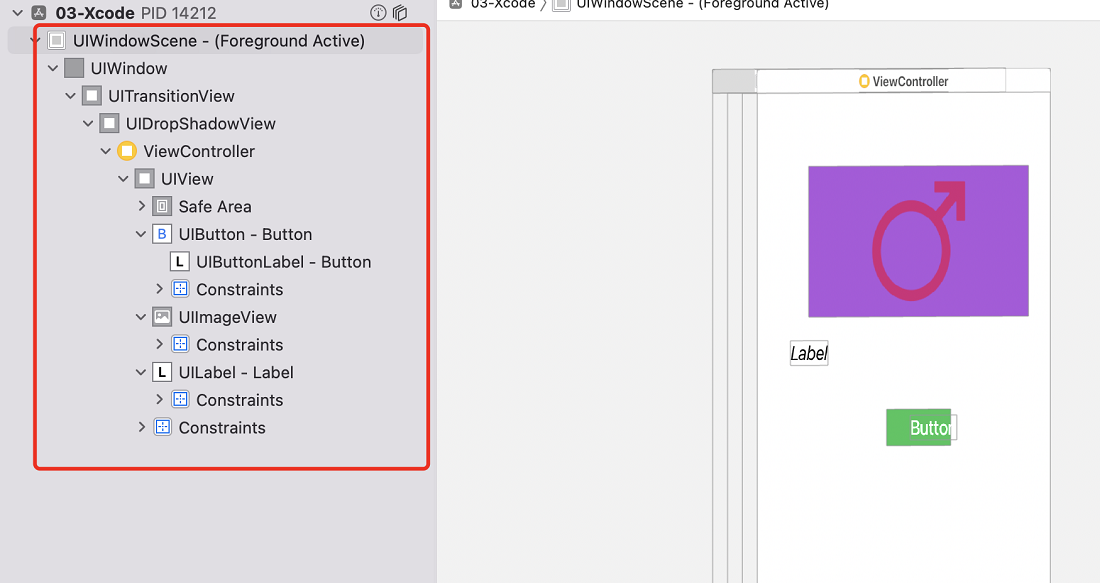 03-Xcode PID 14212
UIWindowScene - (Foreground Active)
UIWindow
UITransitionView
UIDropShadowView
ViewController
UIView
Safe Area
B UIButton - Button
L UIButtonLabel - Button
Constraints
UIImageView
Constraints
L UILabel - Label
Constraints
Constraints
03-Xcode 〉 UIWindowScene - (Foreground Active)
ViewController
Label
Button